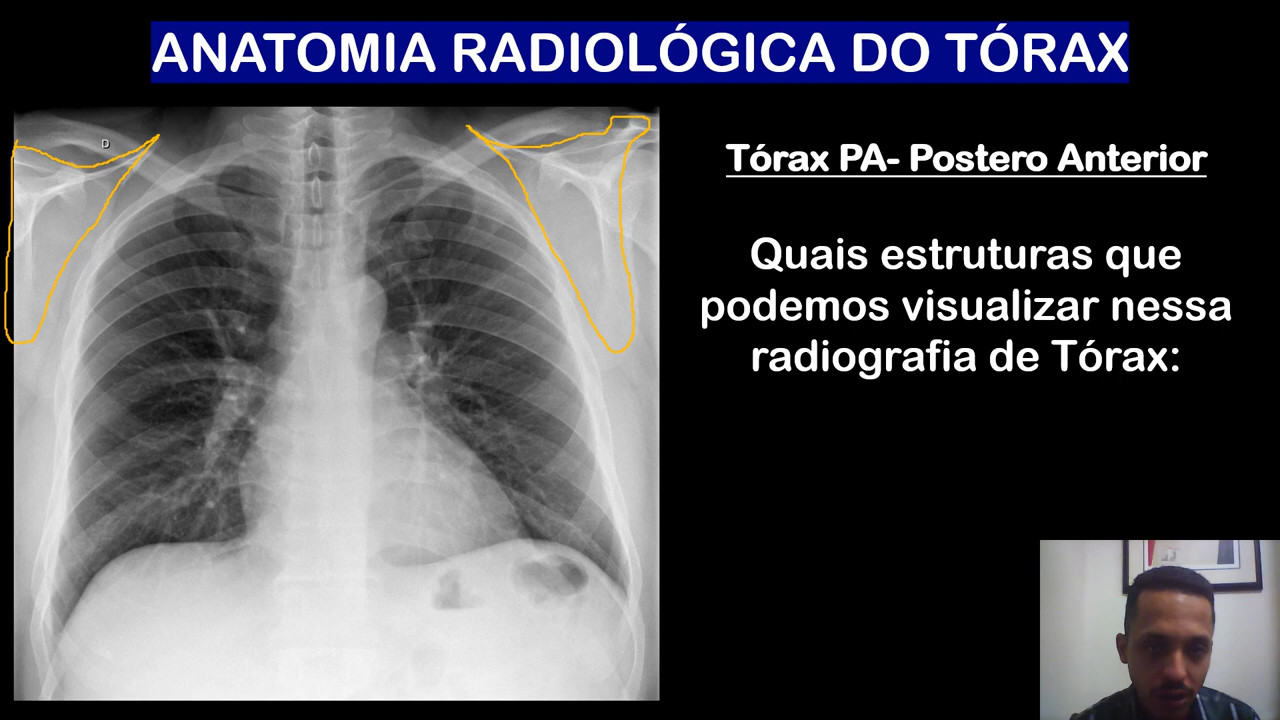 ANATOMIA RADIOLÓGICA DO TÓRAX
D
Tórax PA- Postero Anterior
Quais estruturas que
podemos visualizar nessa
radiografia de Tórax: